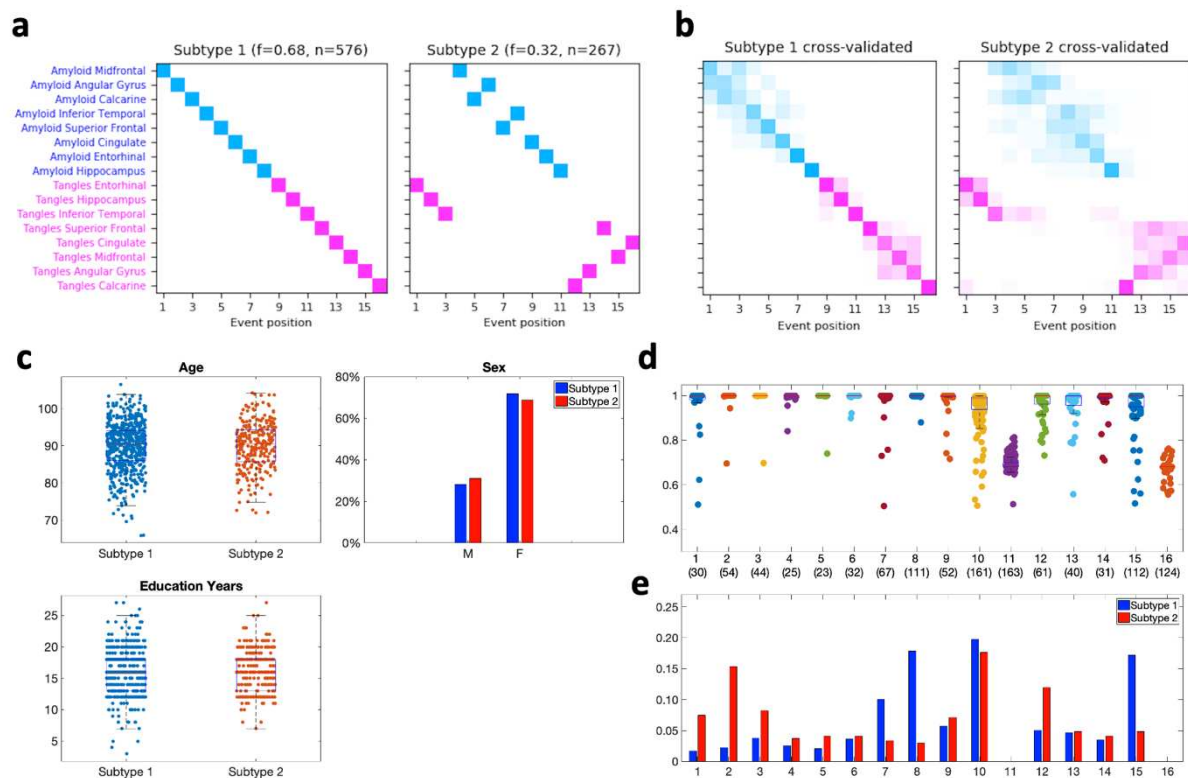 a
Subtype 1 (f=0.68, n=576)
Subtype 2 (f=0.32, n=267)
Amyloid Midfrontal
Amyloid Angular Gyrus
Amyloid Calcarine
Amyloid Inferior Temporal
Amyloid Superior Frontal
Amyloid Cingulate
Amyloid Entorhinal
Amyloid Hippocampus
Tangles Entorhinal
Tangles Hippocampus
Tangles Inferior Temporal
Tangles Superior Frontal
Tangles Cingulate
Tangles Midfrontal
Tangles Angular Gyrus
Tangles Calcarine
1 3 5 7 9 11 13 15
1 3 5 7 9 11 13 15
Event position
Event position
b
Subtype 1 cross-validated
Subtype 2 cross-validated
1 3 5 7 9 11 13 15
1 3 5 7 9 11 13 15
Event position
Event position
c
Age
100
90
80
70
Subtype 1 Subtype 2
Sex
80%
60%
40%
20%
0%
Subtype 1
Subtype 2
M F
Education Years
25
20
15
10
5
Subtype 1 Subtype 2
d
1
0.8
0.6
0.4
1 2 3 4 5 6 7 8 9 10 11 12 13 14 15 16
(30) (54) (44) (25) (23) (32) (67) (111) (52) (161) (163) (61) (40) (31) (112) (124)
e
0.25
0.20
0.15
0.10
0.05
0
Subtype 1
Subtype 2
1 2 3 4 5 6 7 8 9 10 11 12 13 14 15 16